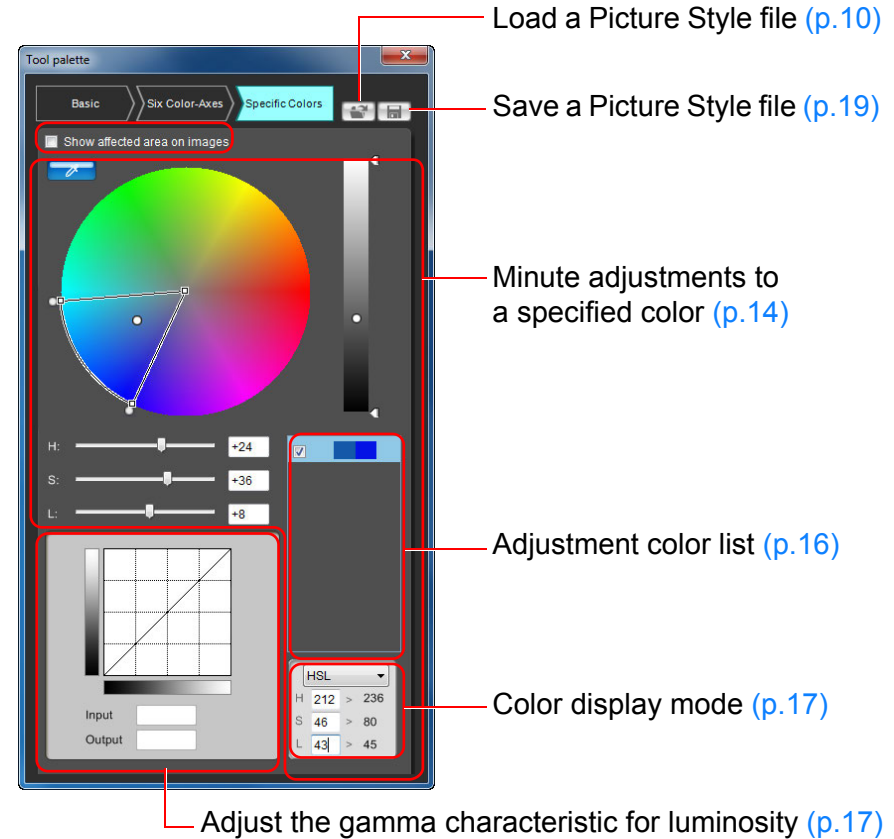 Load a Picture Style file (p.10)
Tool palette
Basic
Six Color-Axes
Specific Colors
Save a Picture Style file (p.19)
Show affected area on images
Minute adjustments to
a specified color (p.14)
H: +24
S: +36
L: +8
Adjustment color list (p.16)
HSL
H 212 > 236
S 46 > 80
L 43 > 45
Color display mode (p.17)
Input
Output
Adjust the gamma characteristic for luminosity (p.17)